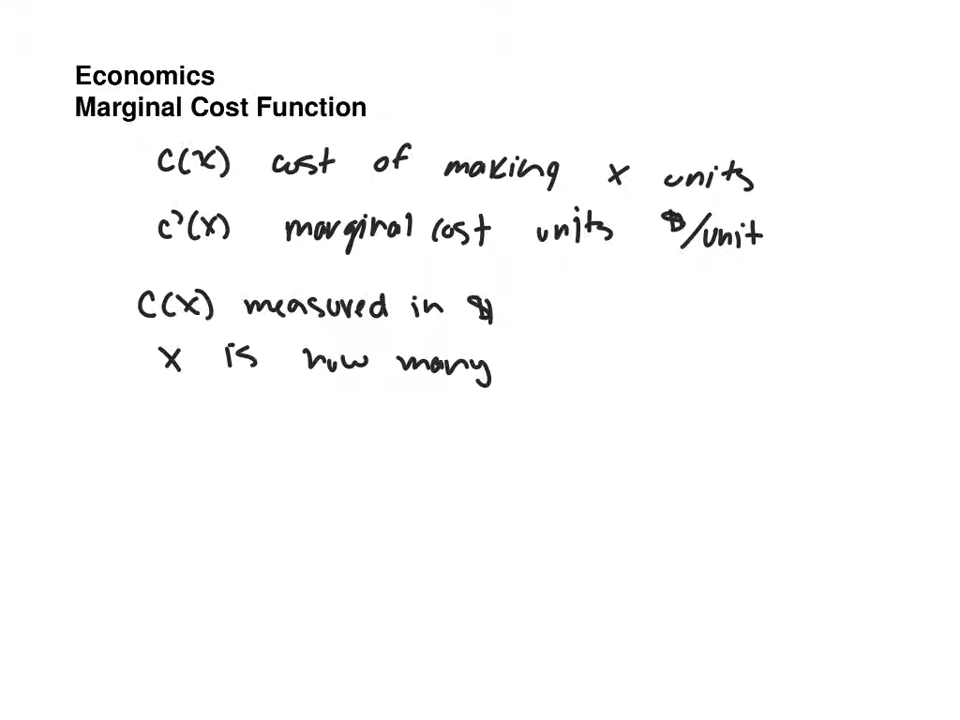 Economics
Marginal Cost Function
C(x) cost of making x units
c'(x) marginal cost units $/unit
C(x) measured in $
x is how many